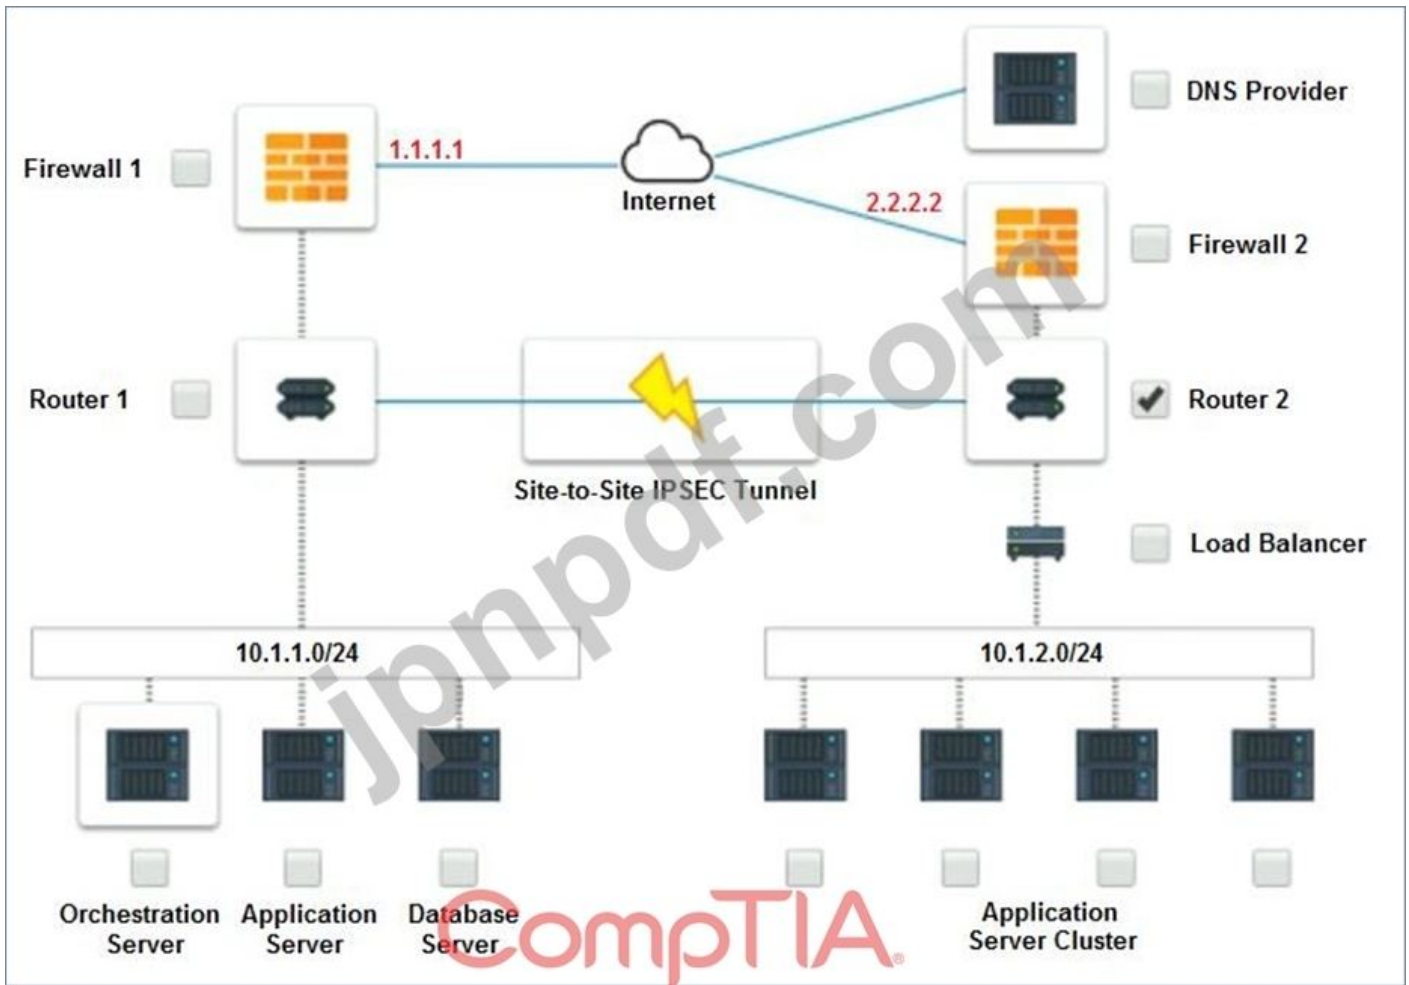 DNS Provider
Firewall 1
1.1.1.1
Internet
2.2.2.2
Firewall 2
Router 1
Router 2
Site-to-Site IPSEC Tunnel
Load Balancer
10.1.1.0/24
10.1.2.0/24
Orchestration
Server
Application
Server
Database
Server
Application
Server Cluster
jpnpdf.com
CompTIA®